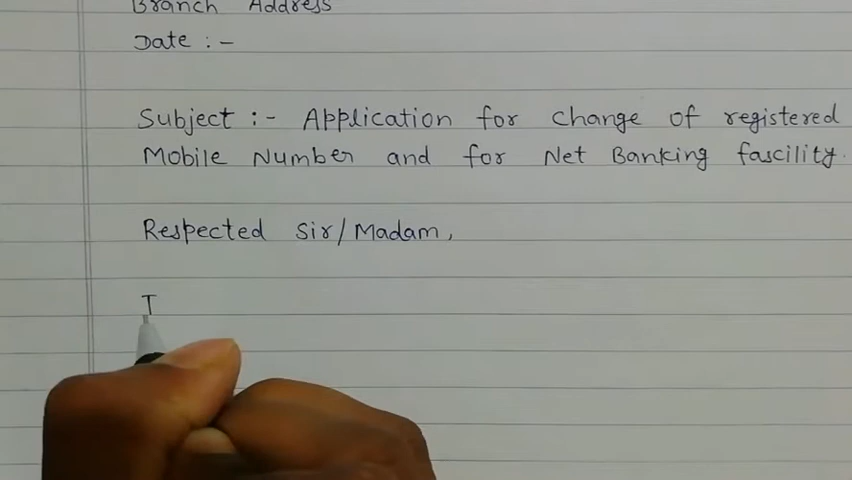 Branch Address
Date :-
Subject :- Application for change of registered
Mobile Number and for Net Banking fascility.
Respected Sir/Madam,
T